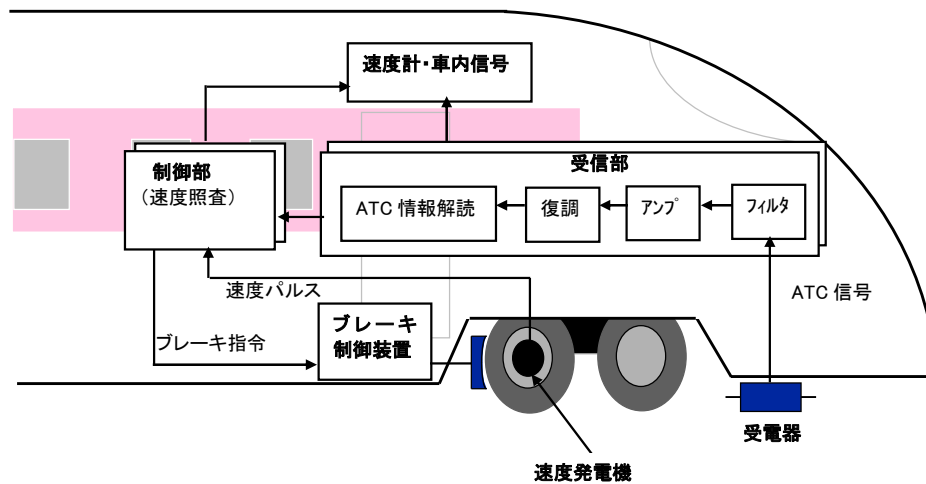 速度計・車内信号
制御部
(速度照査)
受信部
ATC 情報解読
復調
ｱﾝﾌﾟ
ﾌｨﾙﾀ
速度パルス
ATC 信号
ブレーキ指令
ブレーキ
制御装置
受電器
速度発電機